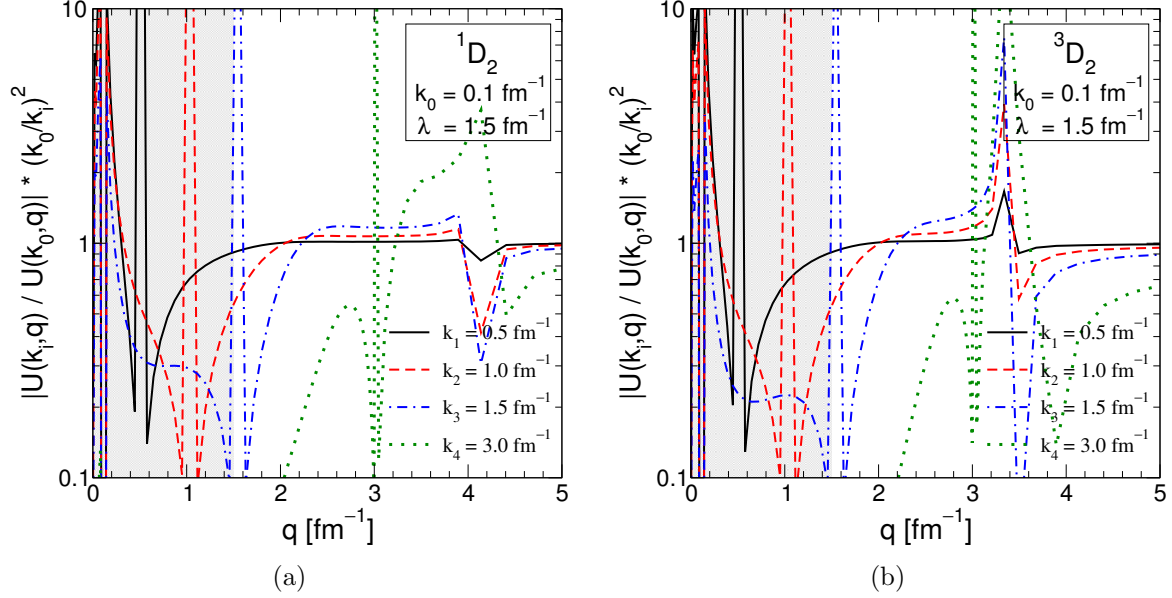 |U(kᵢ,q) / U(k₀,q)| * (k₀/kᵢ)²
10
1
0.1
¹D₂
k₀ = 0.1 fm⁻¹
λ = 1.5 fm⁻¹
k₁ = 0.5 fm⁻¹
k₂ = 1.0 fm⁻¹
k₃ = 1.5 fm⁻¹
k₄ = 3.0 fm⁻¹
0 1 2 3 4 5
q [fm⁻¹]
(a)
|U(kᵢ,q) / U(k₀,q)| * (k₀/kᵢ)²
10
1
0.1
³D₂
k₀ = 0.1 fm⁻¹
λ = 1.5 fm⁻¹
k₁ = 0.5 fm⁻¹
k₂ = 1.0 fm⁻¹
k₃ = 1.5 fm⁻¹
k₄ = 3.0 fm⁻¹
0 1 2 3 4 5
q [fm⁻¹]
(b)